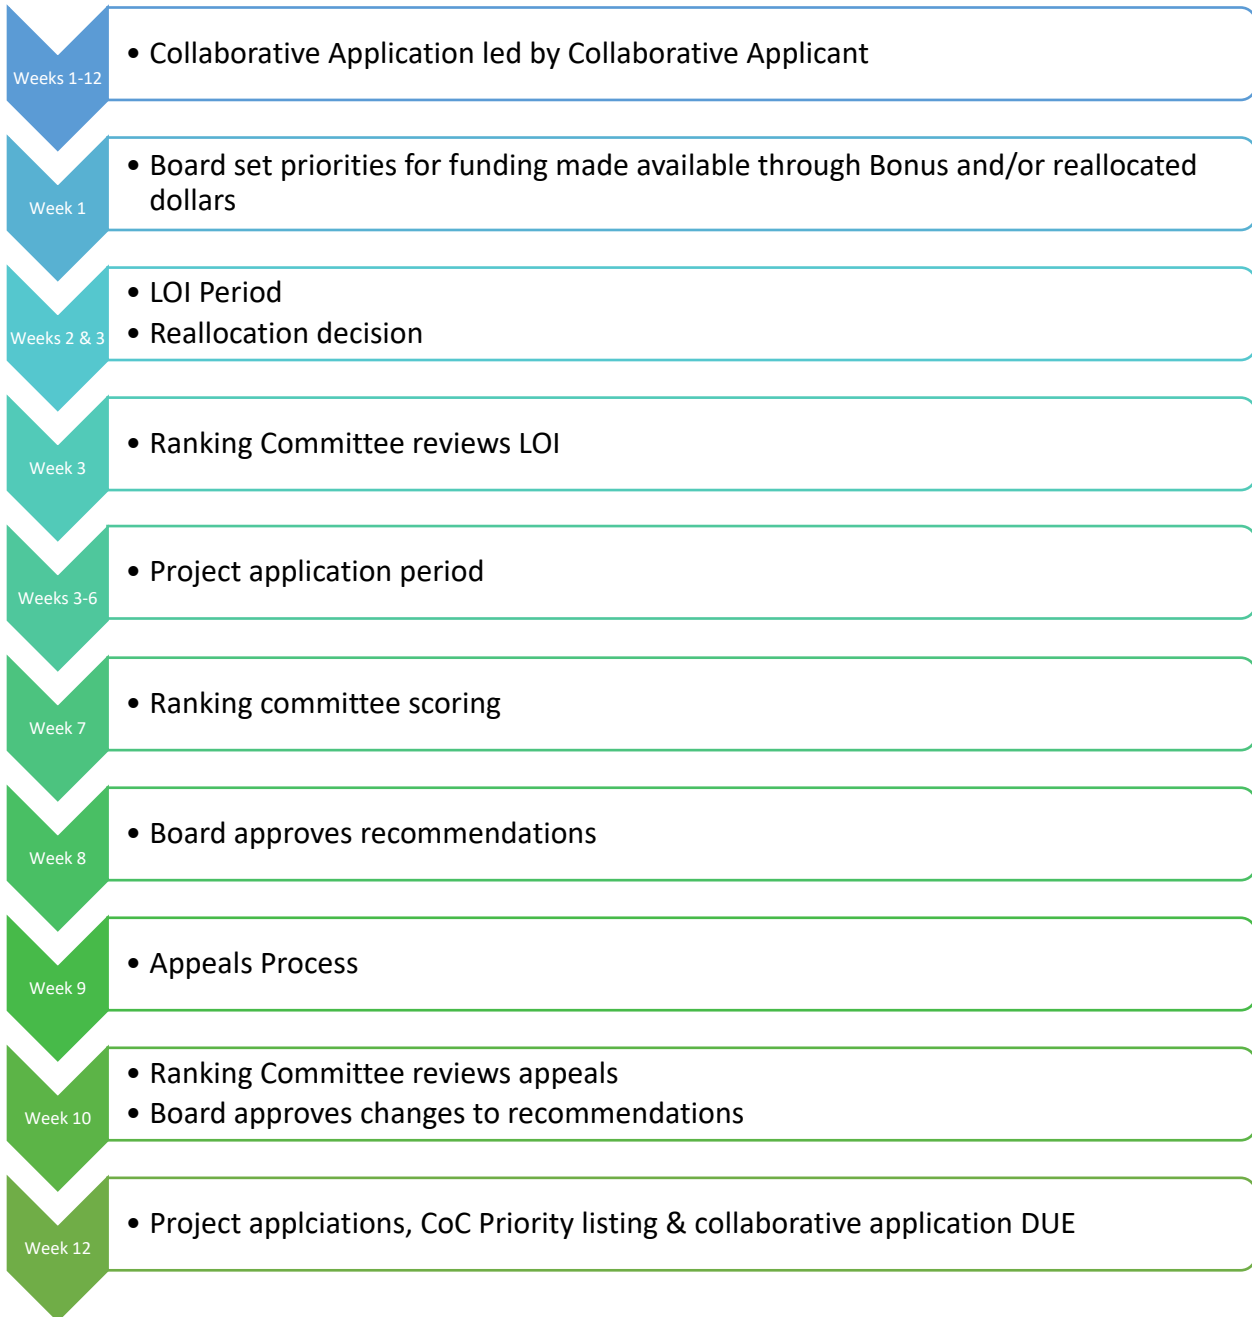 Weeks 1-12
• Collaborative Application led by Collaborative Applicant
Week 1
• Board set priorities for funding made available through Bonus and/or reallocated
dollars
Weeks 2 & 3
• LOI Period
• Reallocation decision
Week 3
• Ranking Committee reviews LOI
Weeks 3-6
• Project application period
Week 7
• Ranking committee scoring
Week 8
• Board approves recommendations
Week 9
• Appeals Process
Week 10
• Ranking Committee reviews appeals
• Board approves changes to recommendations
Week 12
• Project applciations, CoC Priority listing & collaborative application DUE